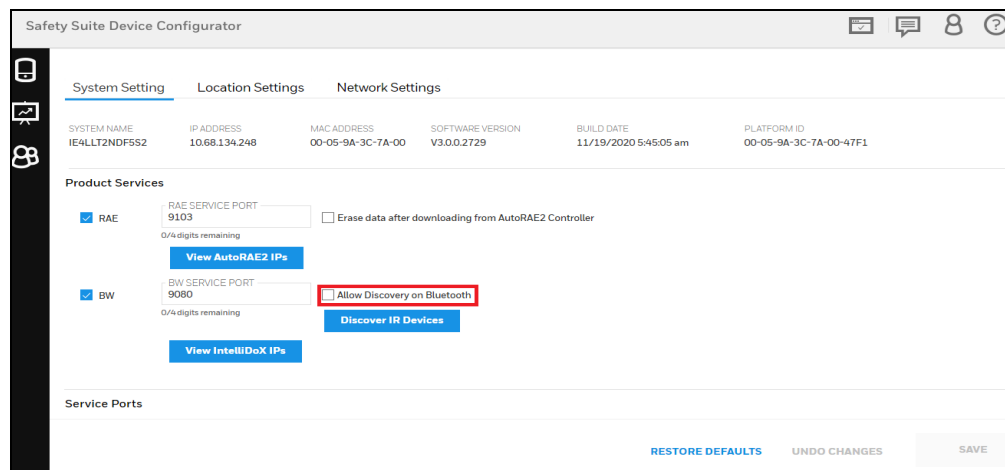 Safety Suite Device Configurator
?
System Setting Location Settings Network Settings
SYSTEM NAME IP ADDRESS MAC ADDRESS SOFTWARE VERSION BUILD DATE PLATFORM ID
IE4LLT2NDF5S2 10.68.134.248 00-05-9A-3C-7A-00 V3.0.0.2729 11/19/2020 5:45:05 am 00-05-9A-3C-7A-00-47F1
Product Services
RAE SERVICE PORT
RAE 9103 Erase data after downloading from AutoRAE2 Controller
0/4 digits remaining
View AutoRAE2 IPs
BW SERVICE PORT
BW 9080 Allow Discovery on Bluetooth
0/4 digits remaining
Discover IR Devices
View IntelliDoX IPs
Service Ports
RESTORE DEFAULTS UNDO CHANGES SAVE